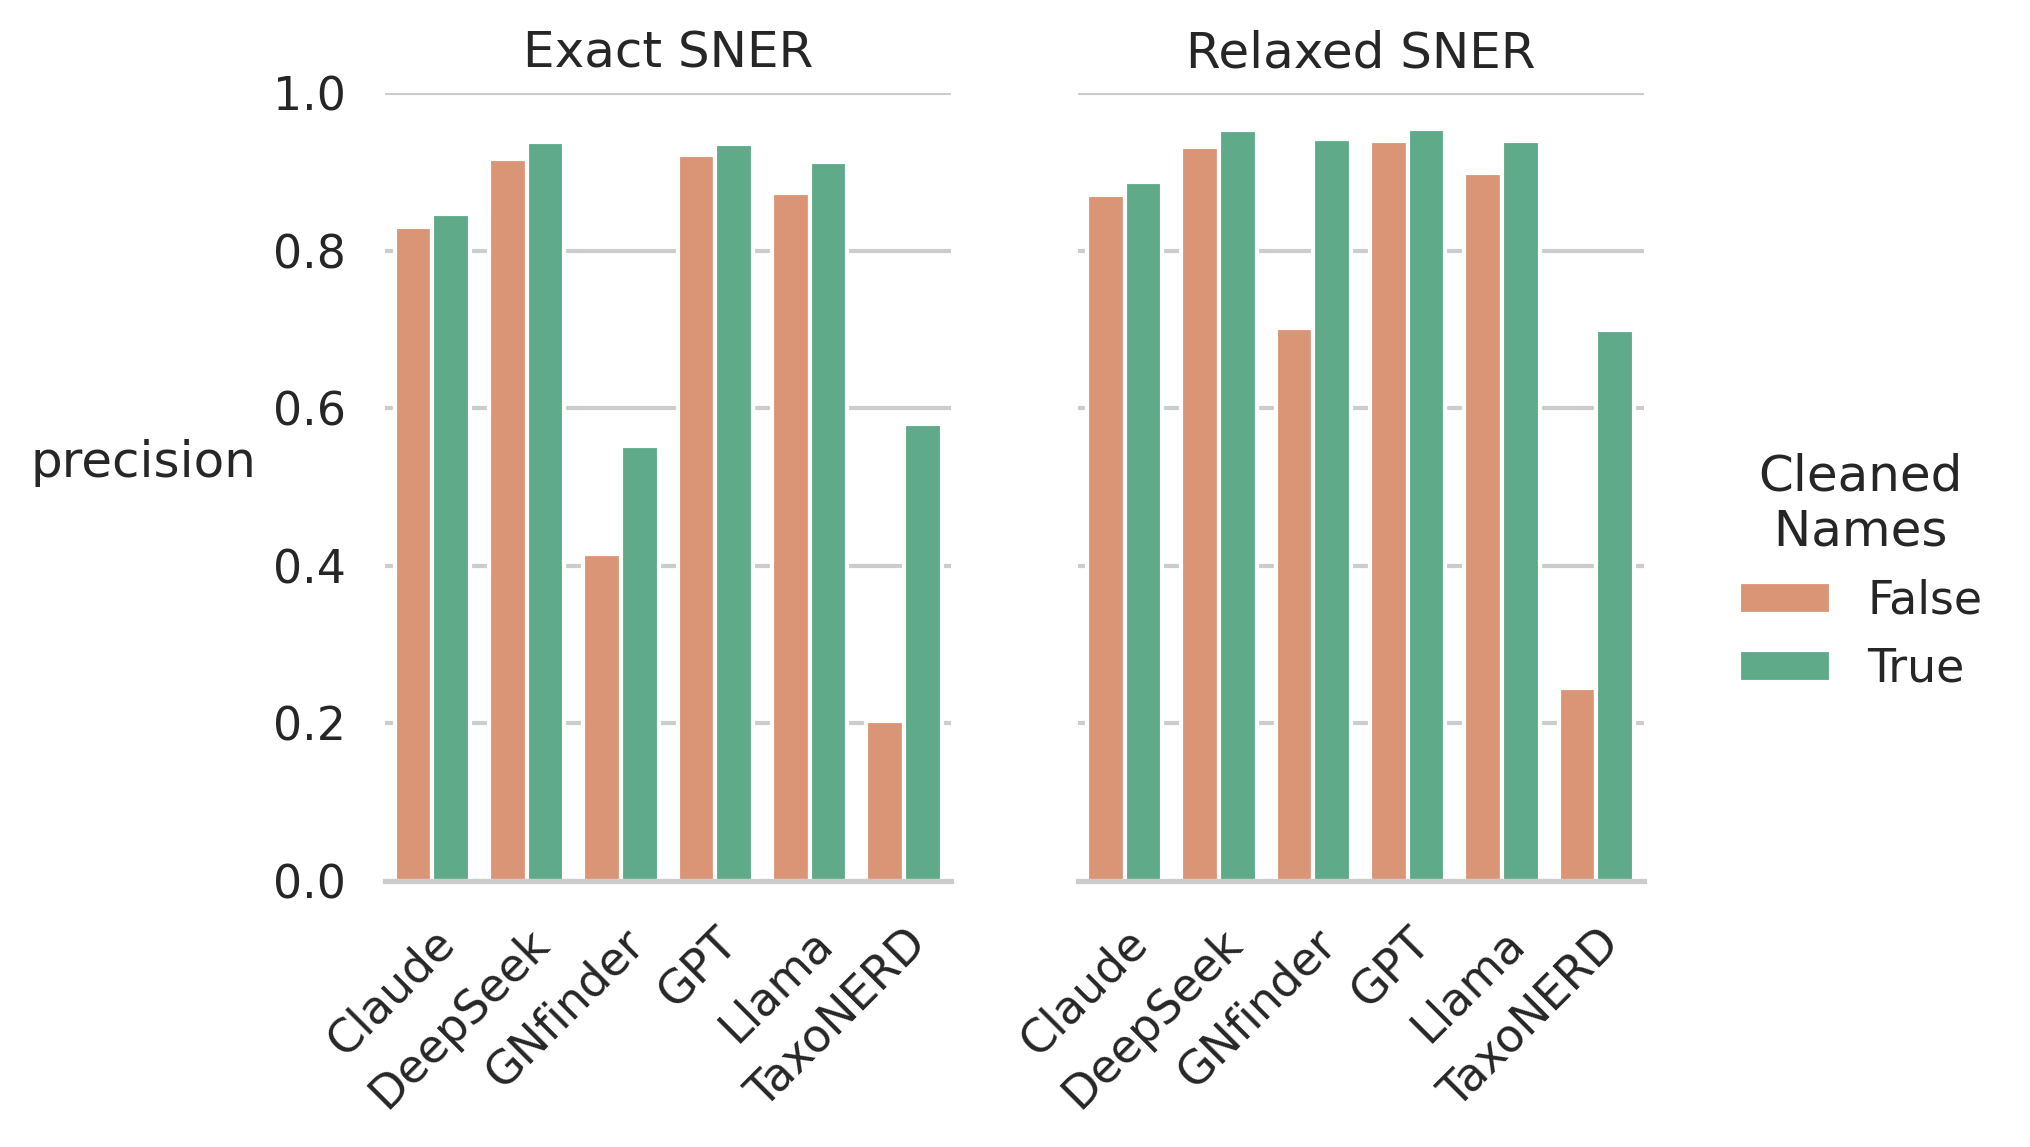 Exact SNER
Relaxed SNER
1.0
0.8
0.6
0.4
0.2
0.0
precision
Claude
DeepSeek
GNfinder
GPT
Llama
TaxoNERD
Claude
DeepSeek
GNfinder
GPT
Llama
TaxoNERD
Cleaned
Names
False
True